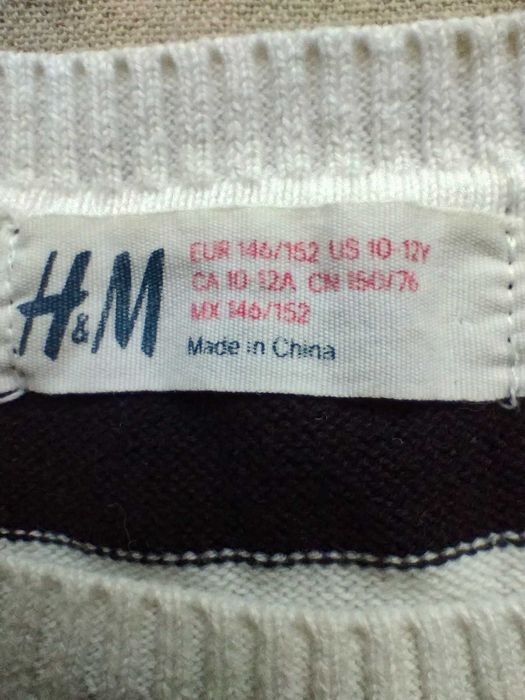 H&M
EUR 146/152 US 10-12Y
CA 10-12A CN 150/76
MX 146/152
Made in China